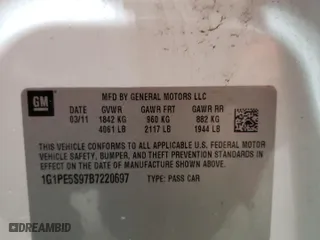 GM
MFD BY GENERAL MOTORS LLC
03/11 GVWR GAWR FRT GAWR RR
1842 KG 960 KG 882 KG
4061 LB 2117 LB 1944 LB
THIS VEHICLE CONFORMS TO ALL APPLICABLE U.S. FEDERAL MOTOR
VEHICLE SAFETY, BUMPER, AND THEFT PREVENTION STANDARDS IN
EFFECT ON THE DATE OF MANUFACTURE SHOWN ABOVE.
1G1PE5S97B7220697 TYPE: PASS CAR
DEALERS AUCTION